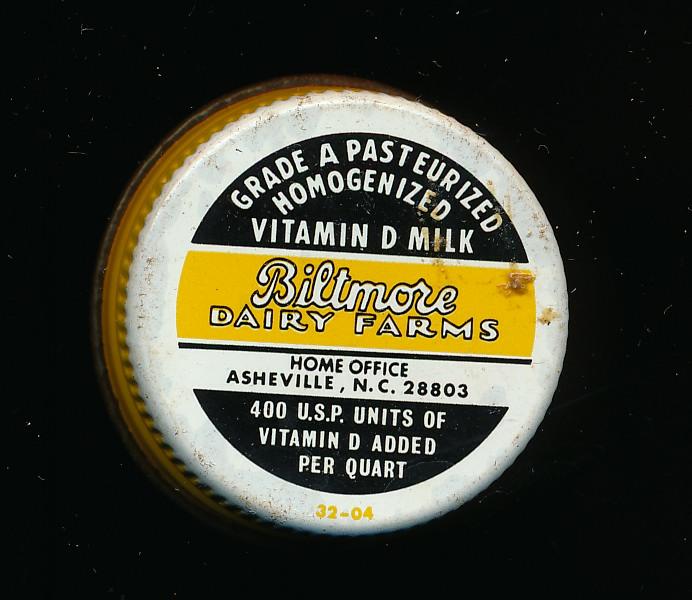 GRADE A PASTEURIZED
HOMOGENIZED
VITAMIN D MILK
Biltmore
DAIRY FARMS
HOME OFFICE
ASHEVILLE, N.C. 28803
400 U.S.P. UNITS OF
VITAMIN D ADDED
PER QUART
32-04